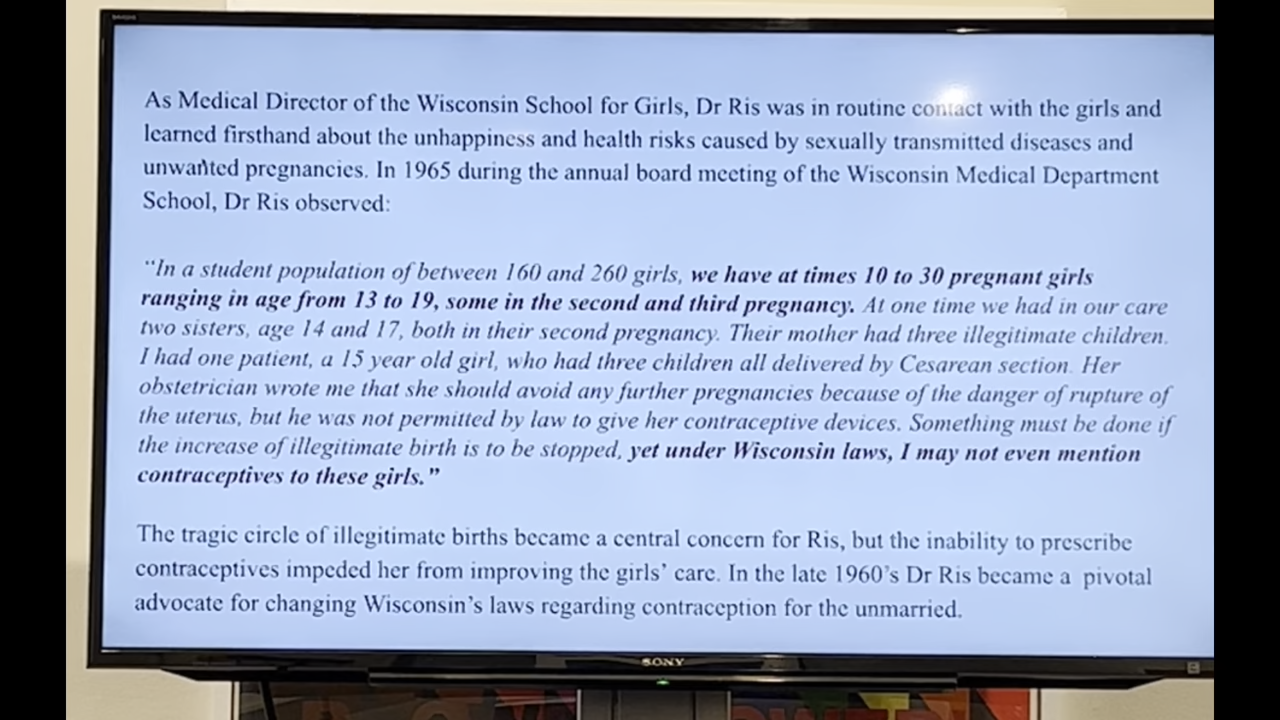 As Medical Director of the Wisconsin School for Girls, Dr Ris was in routine contact with the girls and
learned firsthand about the unhappiness and health risks caused by sexually transmitted diseases and
unwanted pregnancies. In 1965 during the annual board meeting of the Wisconsin Medical Department
School, Dr Ris observed:
“In a student population of between 160 and 260 girls, we have at times 10 to 30 pregnant girls
ranging in age from 13 to 19, some in the second and third pregnancy. At one time we had in our care
two sisters, age 14 and 17, both in their second pregnancy. Their mother had three illegitimate children.
I had one patient, a 15 year old girl, who had three children all delivered by Cesarean section. Her
obstetrician wrote me that she should avoid any further pregnancies because of the danger of rupture of
the uterus, but he was not permitted by law to give her contraceptive devices. Something must be done if
the increase of illegitimate birth is to be stopped, yet under Wisconsin laws, I may not even mention
contraceptives to these girls.”
The tragic circle of illegitimate births became a central concern for Ris, but the inability to prescribe
contraceptives impeded her from improving the girls’ care. In the late 1960’s Dr Ris became a pivotal
advocate for changing Wisconsin’s laws regarding contraception for the unmarried.
SONY